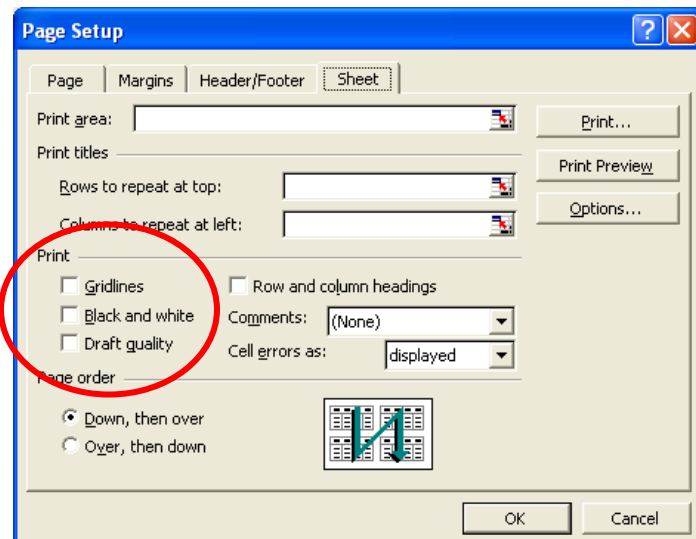 Page Setup
Page Margins Header/Footer Sheet
Print area:
Print...
Print titles
Print Preview
Rows to repeat at top:
Options...
Columns to repeat at left:
Print
Gridlines
Row and column headings
Black and white
Comments: (None)
Draft quality
Cell errors as: displayed
Page order
Down, then over
Over, then down
OK Cancel